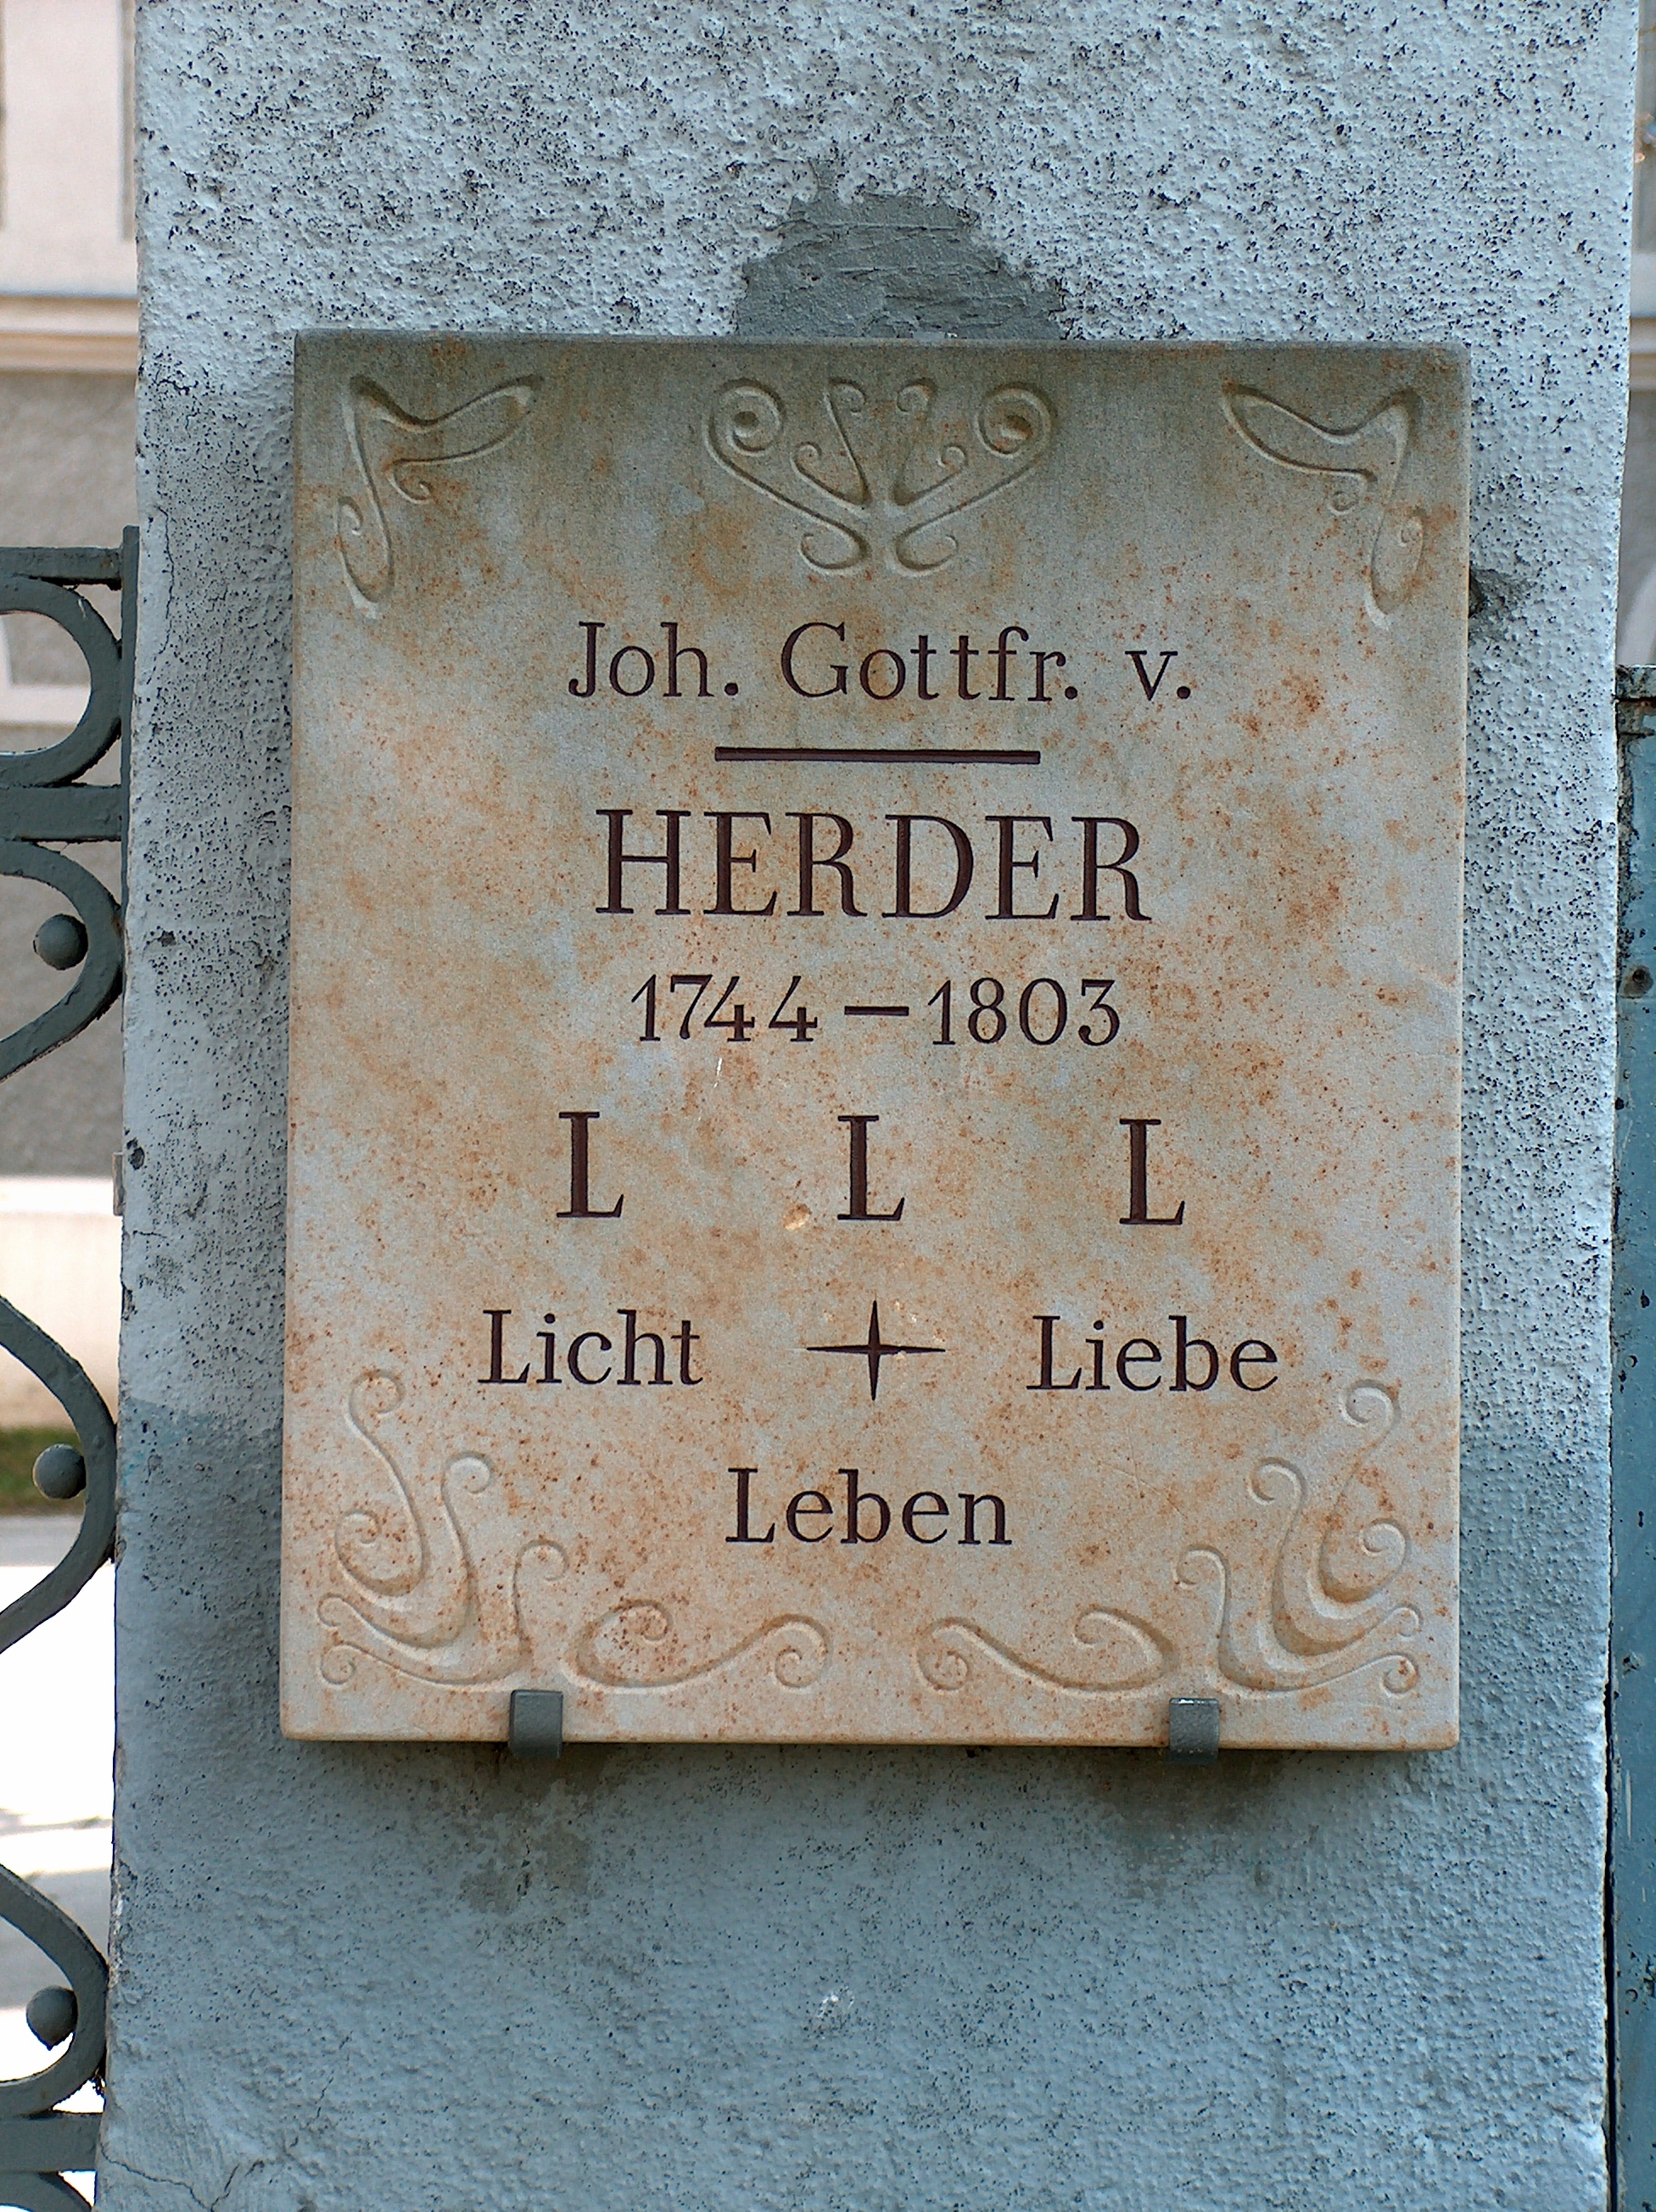 Joh. Gottfr. v.
HERDER
1744–1803
L L L
Licht Liebe
Leben